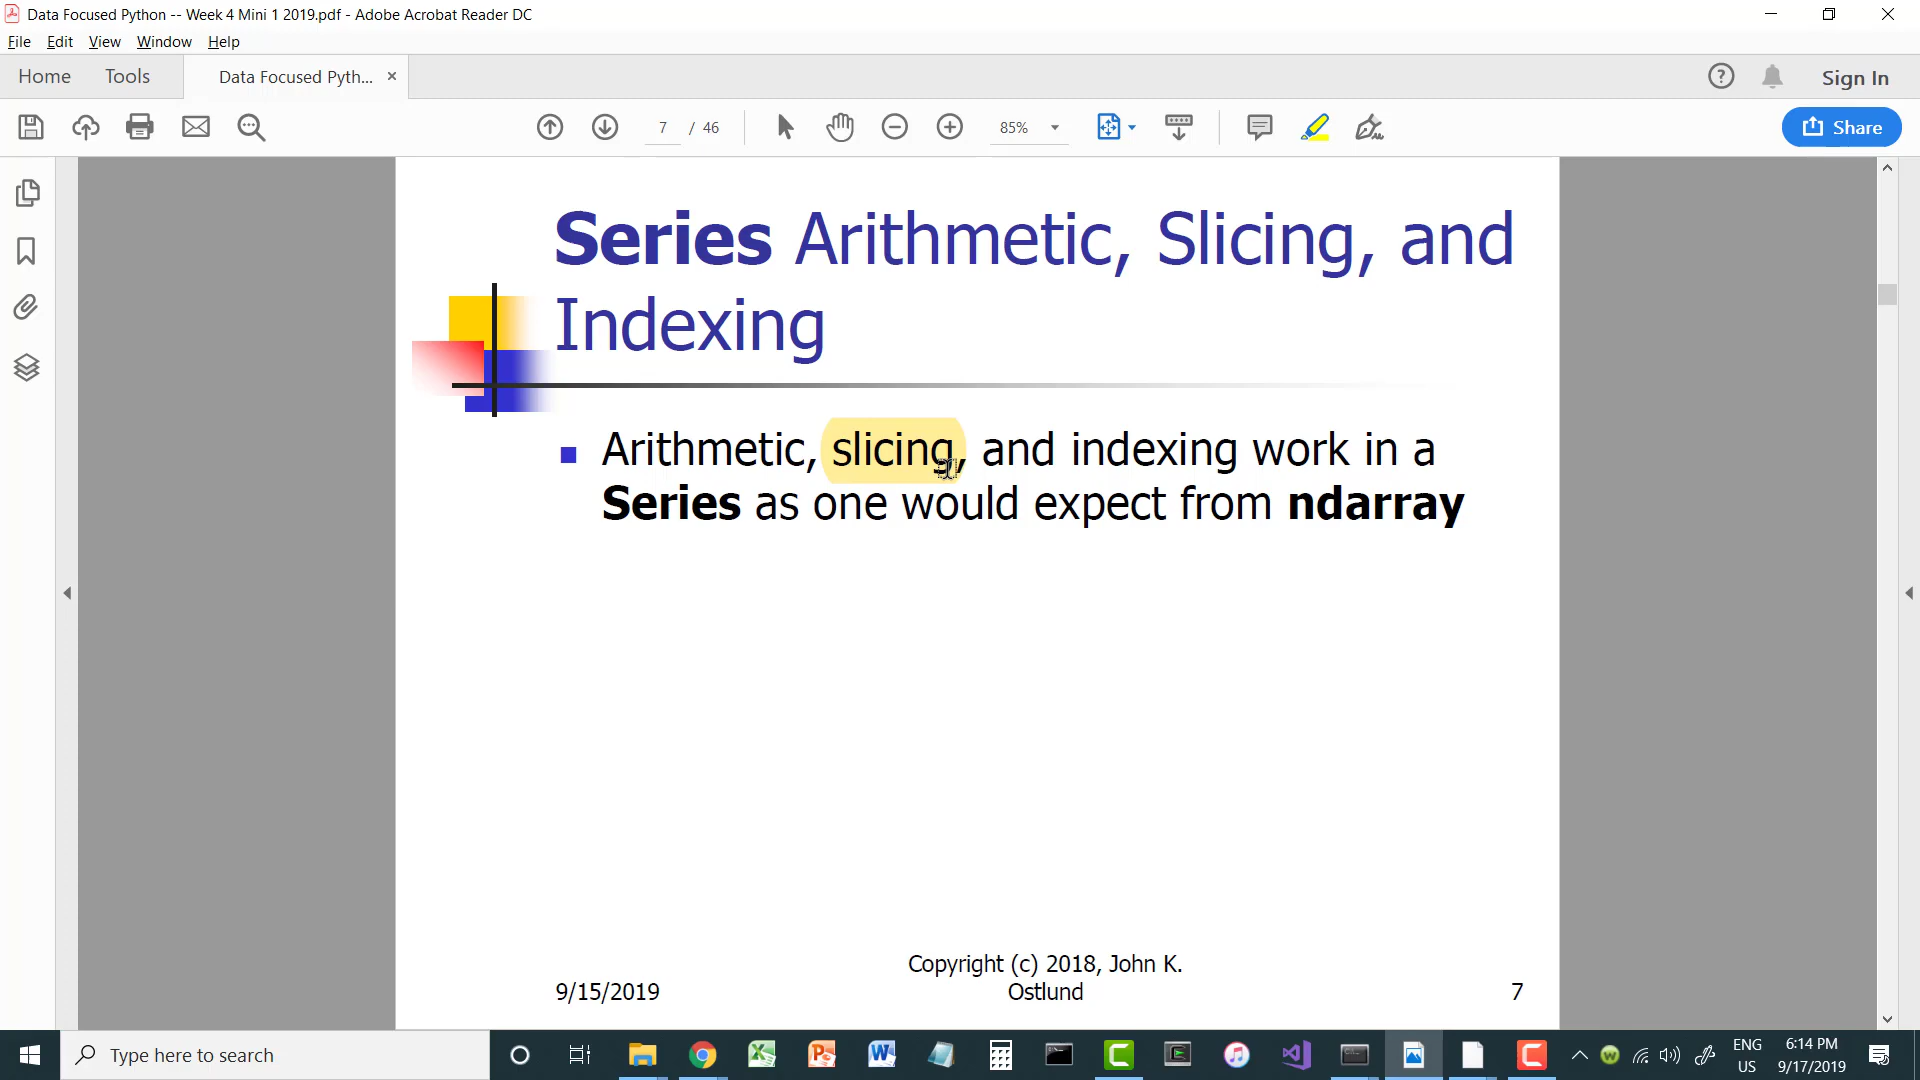 Data Focused Python -- Week 4 Mini 1 2019.pdf - Adobe Acrobat Reader DC
File Edit View Window Help
Home Tools Data Focused Pyth... × Sign In
7 / 46 85% Share
Series Arithmetic, Slicing, and
Indexing
Arithmetic, slicing, and indexing work in a
Series as one would expect from ndarray
Copyright (c) 2018, John K.
9/15/2019 Ostlund 7
Type here to search
ENG 6:14 PM
US 9/17/2019